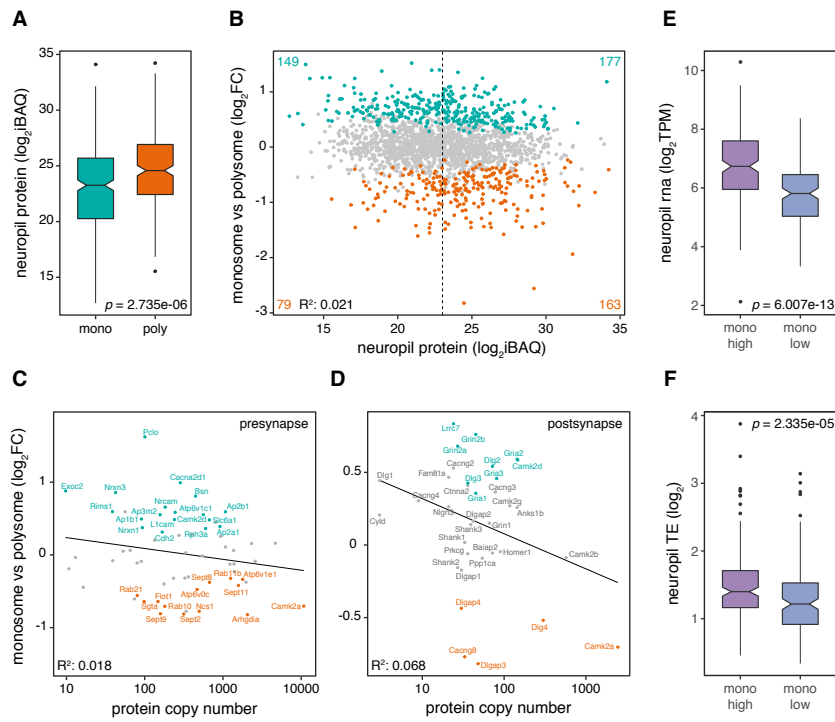 A
neuropil protein (log2iBAQ)
35
30
25
20
15
p = 2.735e-06
mono
poly
B
monosome vs polysome (log2FC)
149
177
1
0
-1
-2
-3
79
R²: 0.021
163
15
20
25
30
35
neuropil protein (log2iBAQ)
E
neuropil rna (log2TPM)
10
8
6
4
2
p = 6.007e-13
mono
high
mono
low
C
monosome vs polysome (log2FC)
presynapse
1
0
-1
Pclo
Exoc2
Nrxn3
Cacna2d1
Bsn
Rims1
Nrcam
Ap3m2
Atp6v1c1
Ap2b1
Ap1b1
L1cam
Camk2d
Slc6a1
Nrxn1
Cdh2
Rph3a
Ap2a1
Sept8
Rab11b
Atp6v1e1
Rab21
Atp6v0c
Sept11
Flot1
Sgta
Rab10
Ncs1
Camk2a
Sept9
Sept2
Arhgdia
R²: 0.018
10
100
1000
10000
protein copy number
D
postsynapse
0.5
0.0
-0.5
Lrrc7
Grin2b
Grin2a
Cacng2
Dlg2
Gria2
Dlg1
Fam81a
Dlg3
Gria3
Camk2d
Clnna2
Cacng3
Cacng4
Gria1
Camk2g
Nlgn3
Dlgap2
Anks1b
Cyld
Shank3
Grin1
Shank1
Prkcg
Baiap2
Homer1
Camk2b
Shank2
Ppp1ca
Dlgap1
Dlgap4
Dlg4
Cacng8
Camk2a
Dlgap3
R²: 0.068
10
100
1000
protein copy number
F
neuropil TE (log2)
4
3
2
1
p = 2.335e-05
mono
high
mono
low